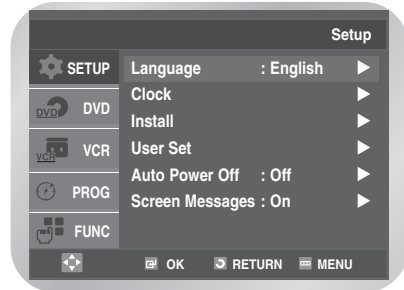 Setup
SETUP
DVD DVD
VCR VCR
PROG
FUNC
Language : English
Clock
Install
User Set
Auto Power Off : Off
Screen Messages : On
OK RETURN MENU